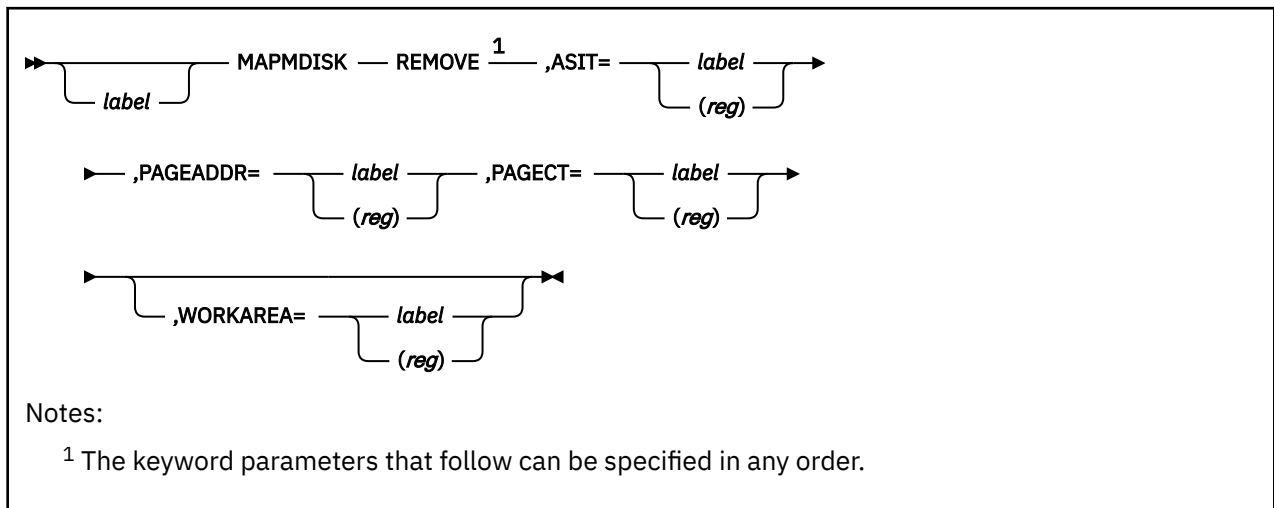 MAPMDISK REMOVE 1 ,ASIT= label
label (reg)
,PAGEADDR= label ,PAGECT= label
(reg) (reg)
,WORKAREA= label
(reg)
Notes:
1 The keyword parameters that follow can be specified in any order.